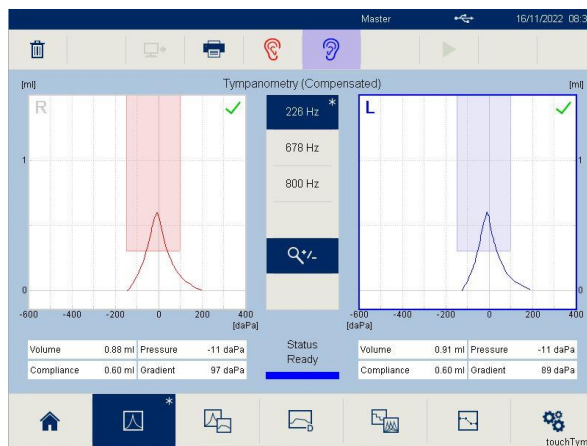 Master 16/11/2022 08:3
Tympanometry (Compensated)
[ml] [ml]
R L
226 Hz *
678 Hz
800 Hz
+/-
1 1
0 0
-600 -400 -200 0 200 400
[daPa]
-600 -400 -200 0 200 400
[daPa]
Status
Ready
Volume 0.88 ml Pressure -11 daPa
Compliance 0.60 ml Gradient 97 daPa
Volume 0.91 ml Pressure -11 daPa
Compliance 0.60 ml Gradient 89 daPa
*
D
touchTym